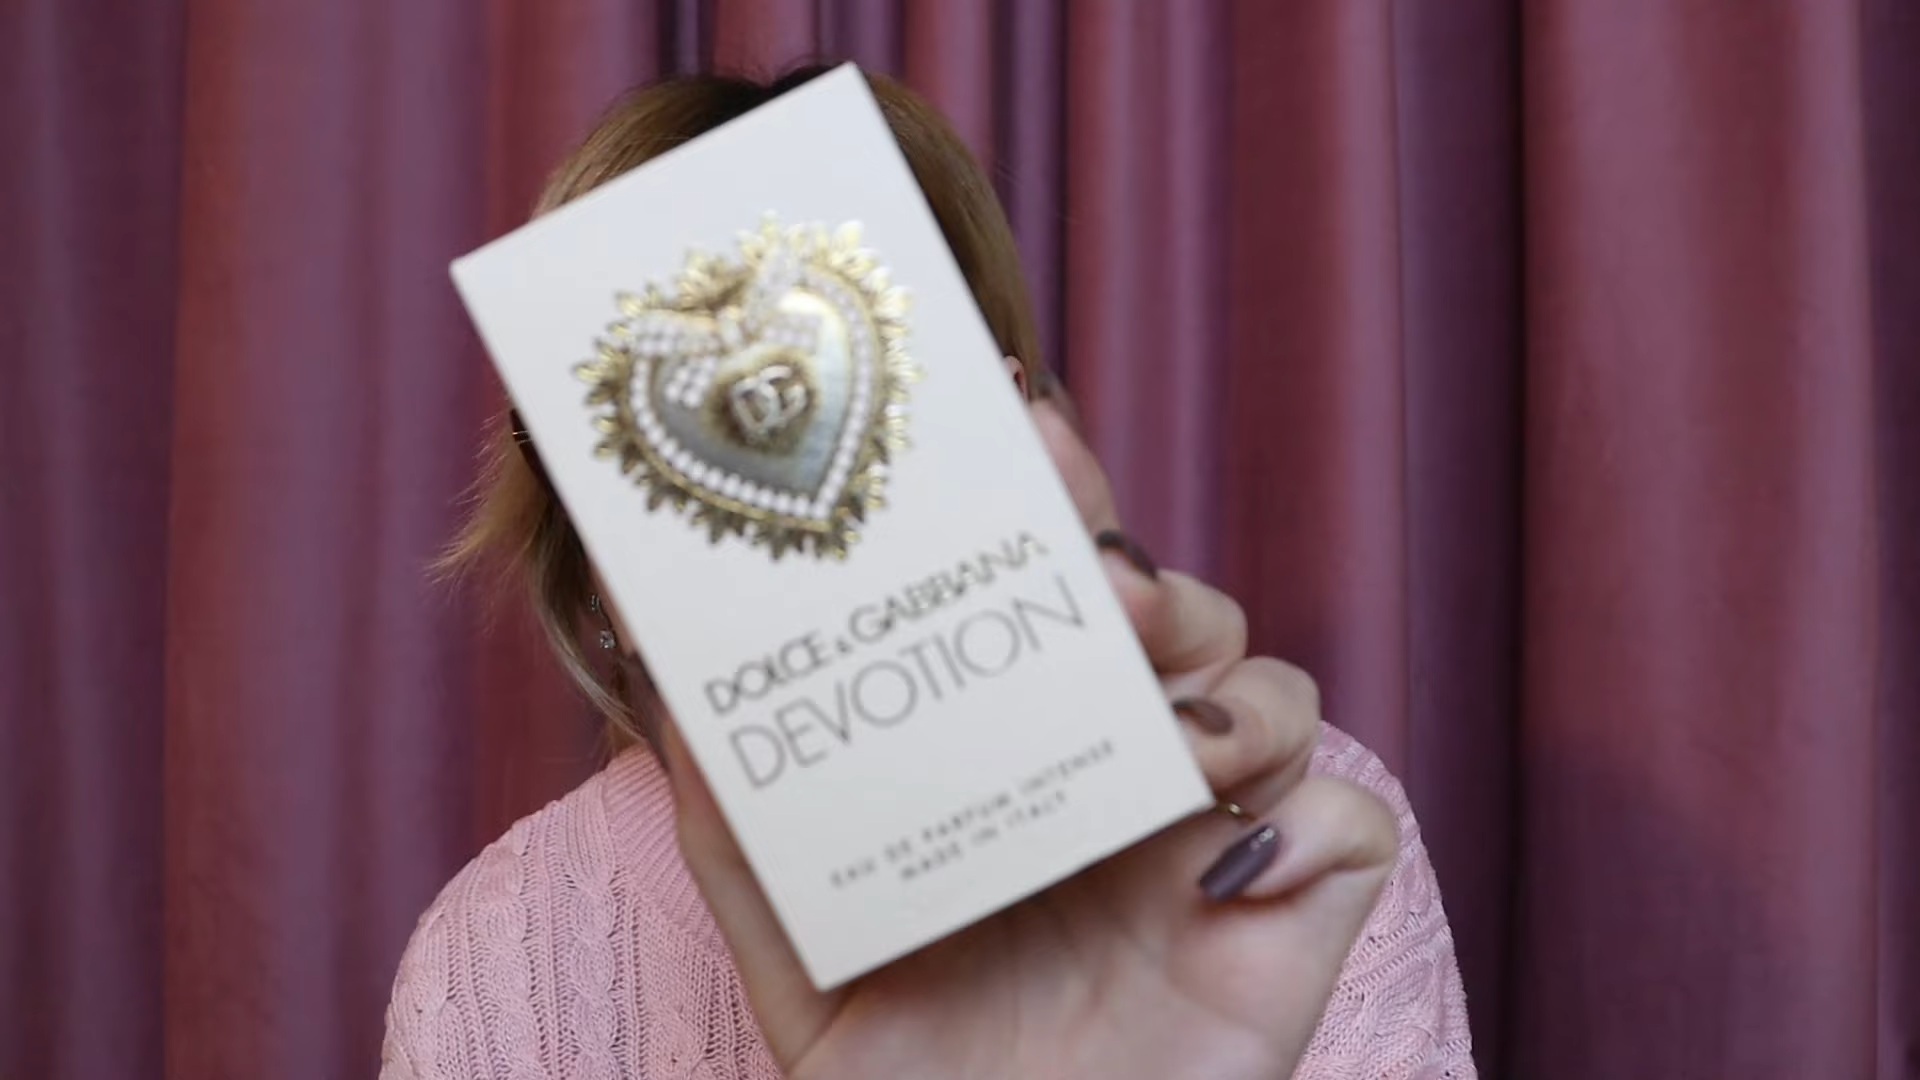 DG
DOLCE & GABBANA
DEVOTION
EAU DE PARFUM INTENSE
MADE IN ITALY